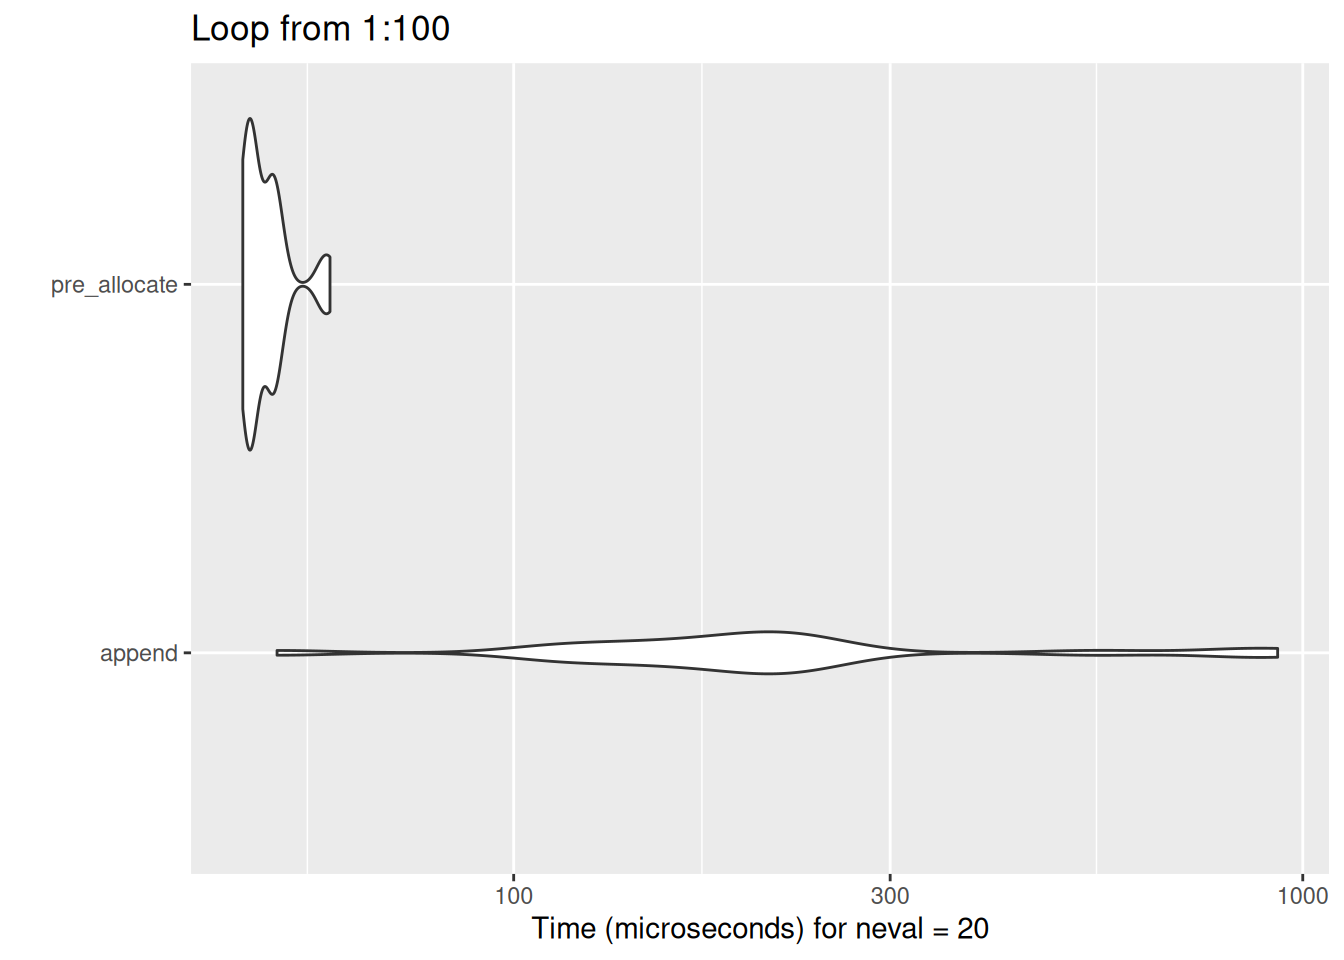 Loop from 1:100
pre_allocate
append
100
300
1000
Time (microseconds) for neval = 20